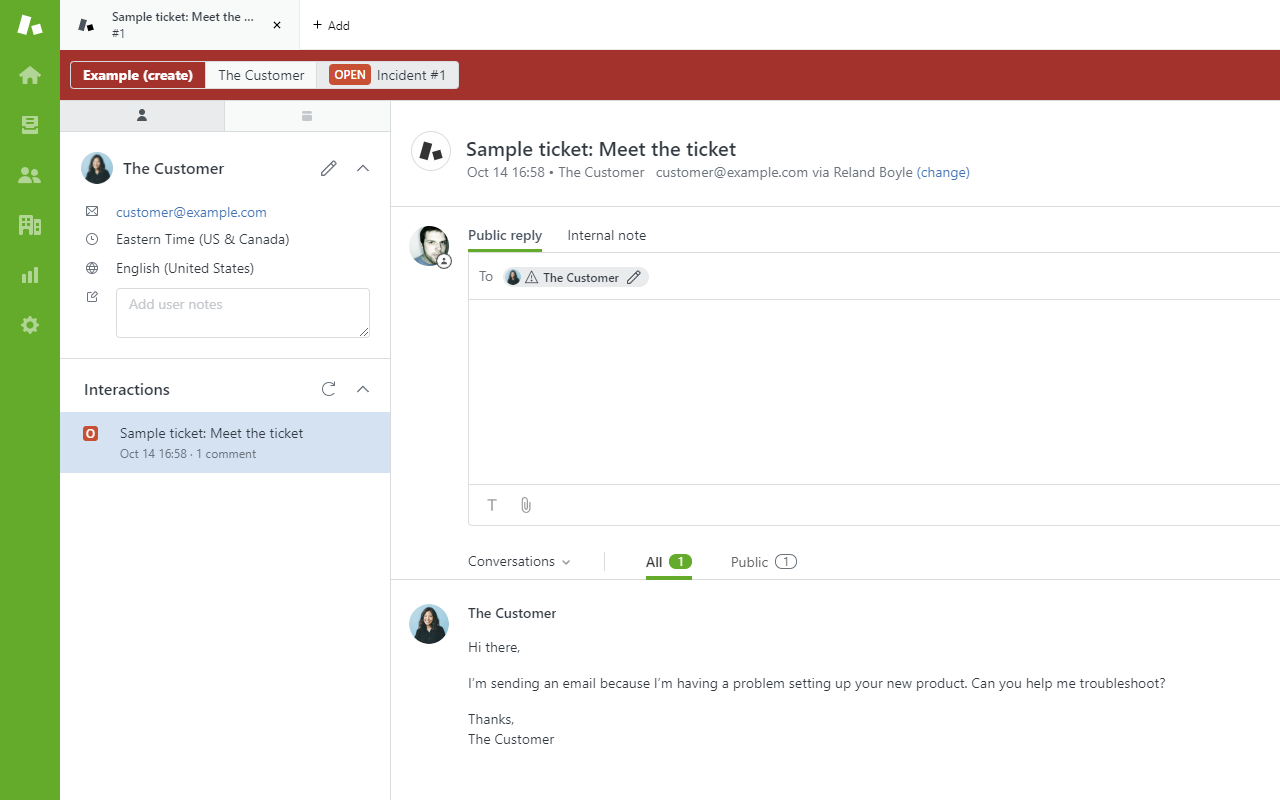 Sample ticket: Meet the ...
#1
+ Add
Example (create)
The Customer
OPEN Incident #1
The Customer
customer@example.com
Eastern Time (US & Canada)
English (United States)
Add user notes
Interactions
O Sample ticket: Meet the ticket
Oct 14 16:58 · 1 comment
Sample ticket: Meet the ticket
Oct 14 16:58 • The Customer customer@example.com via Reland Boyle (change)
Public reply Internal note
To The Customer
T
Conversations All 1 Public 1
The Customer
Hi there,
I’m sending an email because I’m having a problem setting up your new product. Can you help me troubleshoot?
Thanks,
The Customer